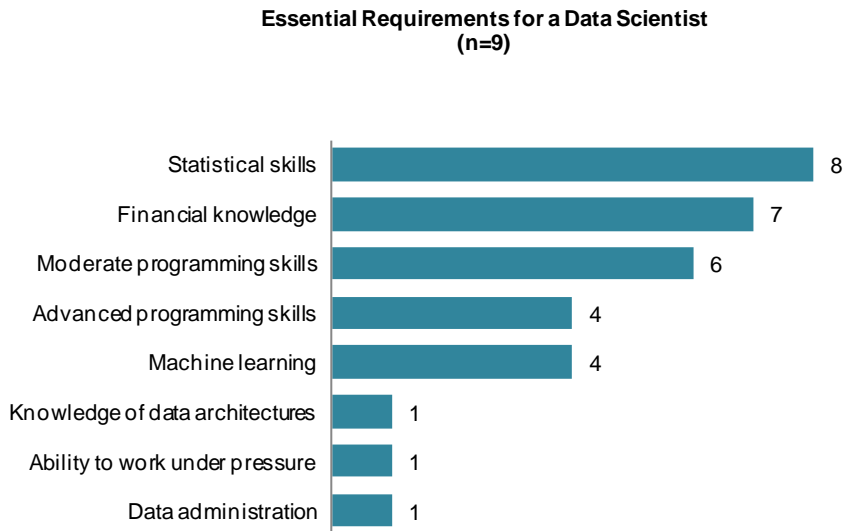 Essential Requirements for a Data Scientist
(n=9)
Statistical skills 8
Financial knowledge 7
Moderate programming skills 6
Advanced programming skills 4
Machine learning 4
Knowledge of data architectures 1
Ability to work under pressure 1
Data administration 1